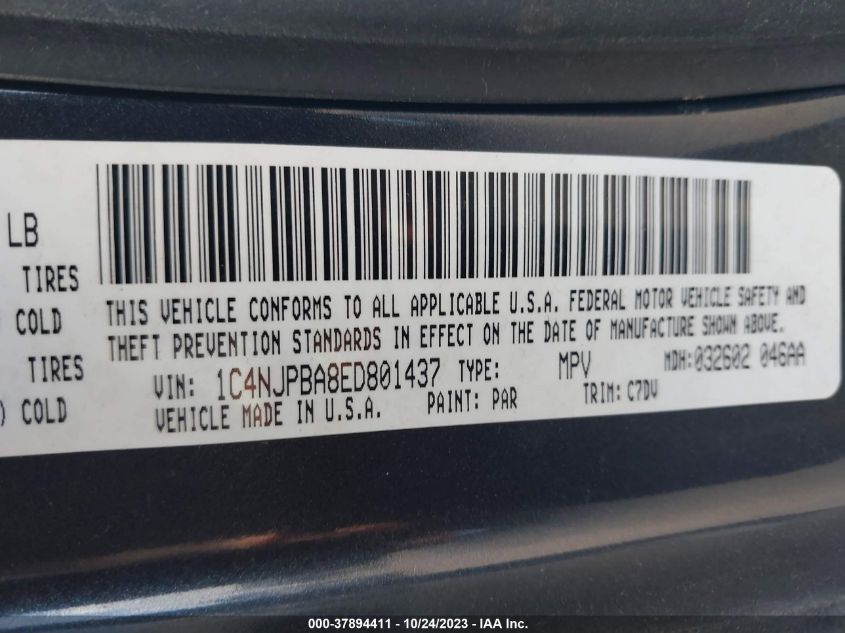 LB
TIRES
COLD
TIRES
) COLD
THIS VEHICLE CONFORMS TO ALL APPLICABLE U.S.A. FEDERAL MOTOR VEHICLE SAFETY AND
THEFT PREVENTION STANDARDS IN EFFECT ON THE DATE OF MANUFACTURE SHOWN ABOVE.
VIN: 1C4NJPBA8ED801437 TYPE: MPV MDH: 032602 046AA
VEHICLE MADE IN U.S.A. PAINT: PAR TRIM: C7DV
000-37894411 - 10/24/2023 - IAA Inc.